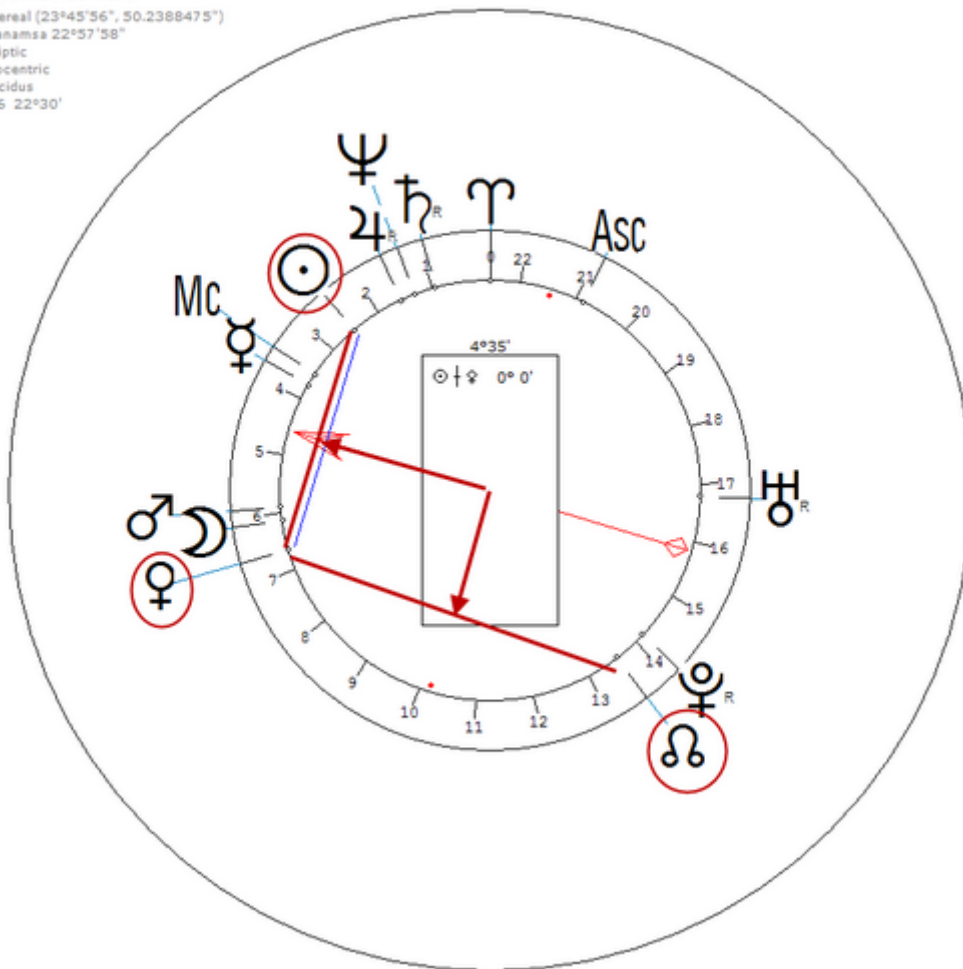 ereal (23°45'56", 50.2388475")
namsa 22°57'58"
iptic
ocentric
cidus
6 22°30'
♆
♄ R
♈
♃ R
Asc
☉
Mc
☿
0
22
21
20
19
18
17
16
15
14
13
12
11
10
9
8
7
6
5
4
3
2
1
4°35'
☉ ♀ 0° 0'
♅ R
♂ ☽
♀
♇ R
☊